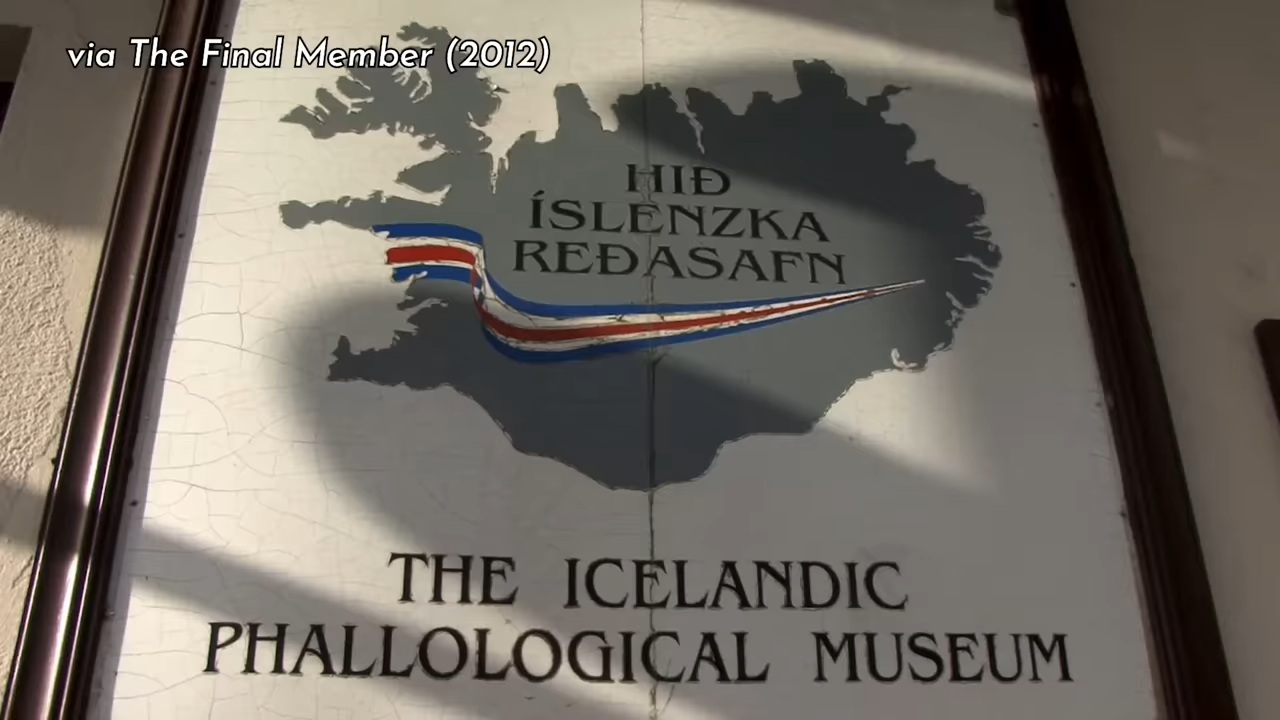 via The Final Member (2012)
HIÐ
ÍSLENZKA
REÐASAFN
THE ICELANDIC
PHALLOLOGICAL MUSEUM